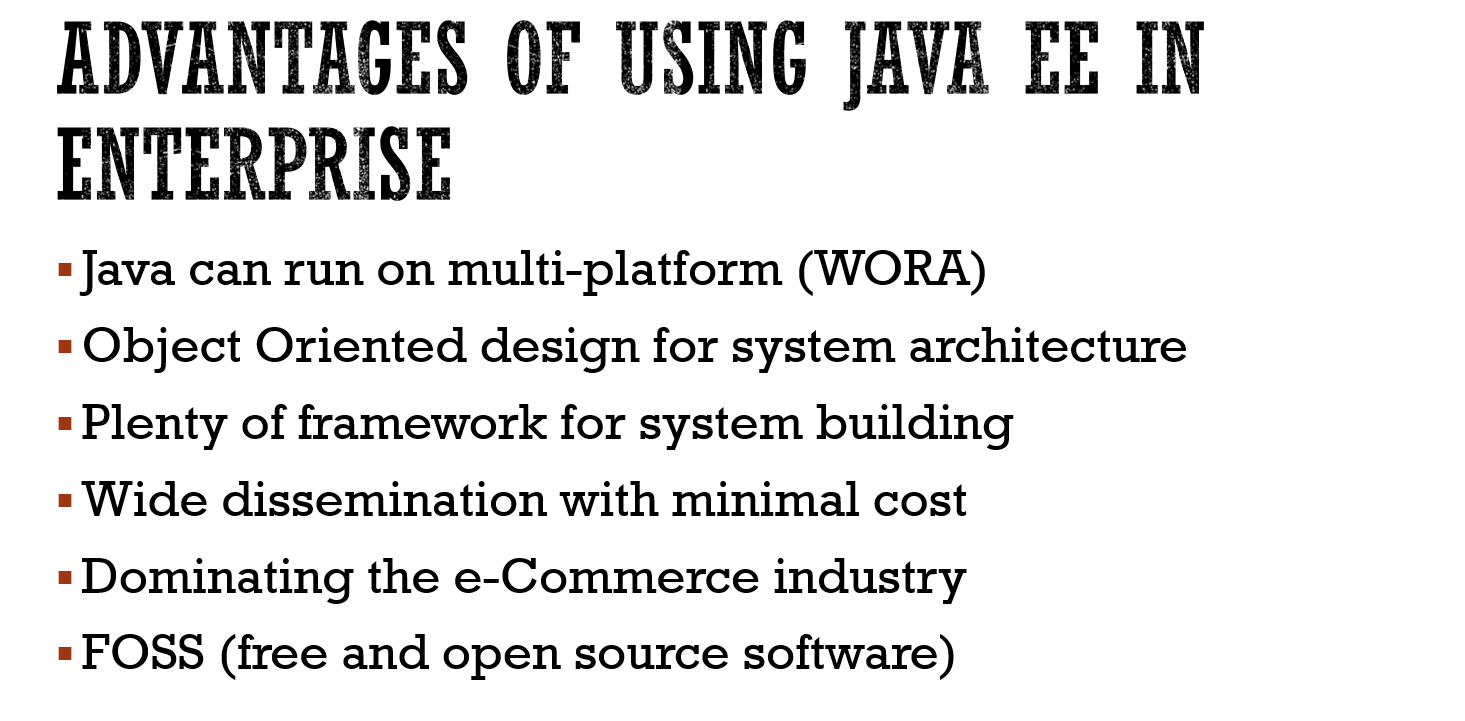 ADVANTAGES OF USING JAVA EE IN
ENTERPRISE
▪ Java can run on multi-platform (WORA)
▪ Object Oriented design for system architecture
▪ Plenty of framework for system building
▪ Wide dissemination with minimal cost
▪ Dominating the e-Commerce industry
▪ FOSS (free and open source software)